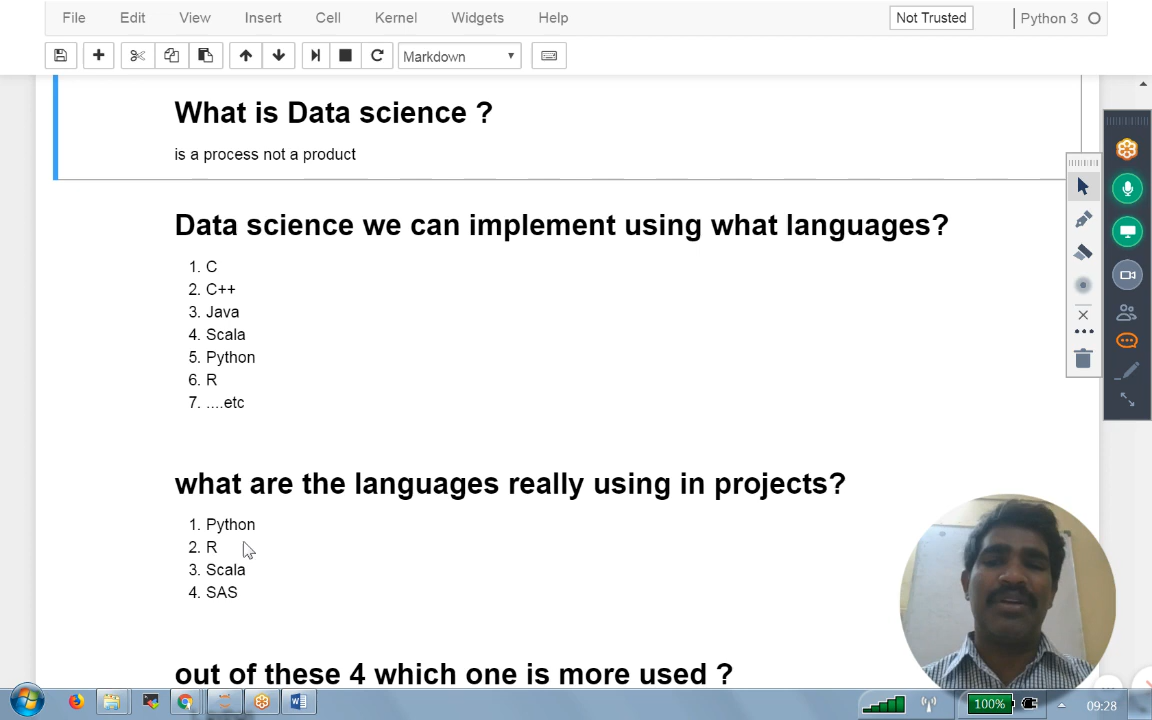 File Edit View Insert Cell Kernel Widgets Help Not Trusted Python 3
Markdown
What is Data science ?
is a process not a product
Data science we can implement using what languages?
1. C
2. C++
3. Java
4. Scala
5. Python
6. R
7. ....etc
what are the languages really using in projects?
1. Python
2. R
3. Scala
4. SAS
out of these 4 which one is more used ?
100% 09:28